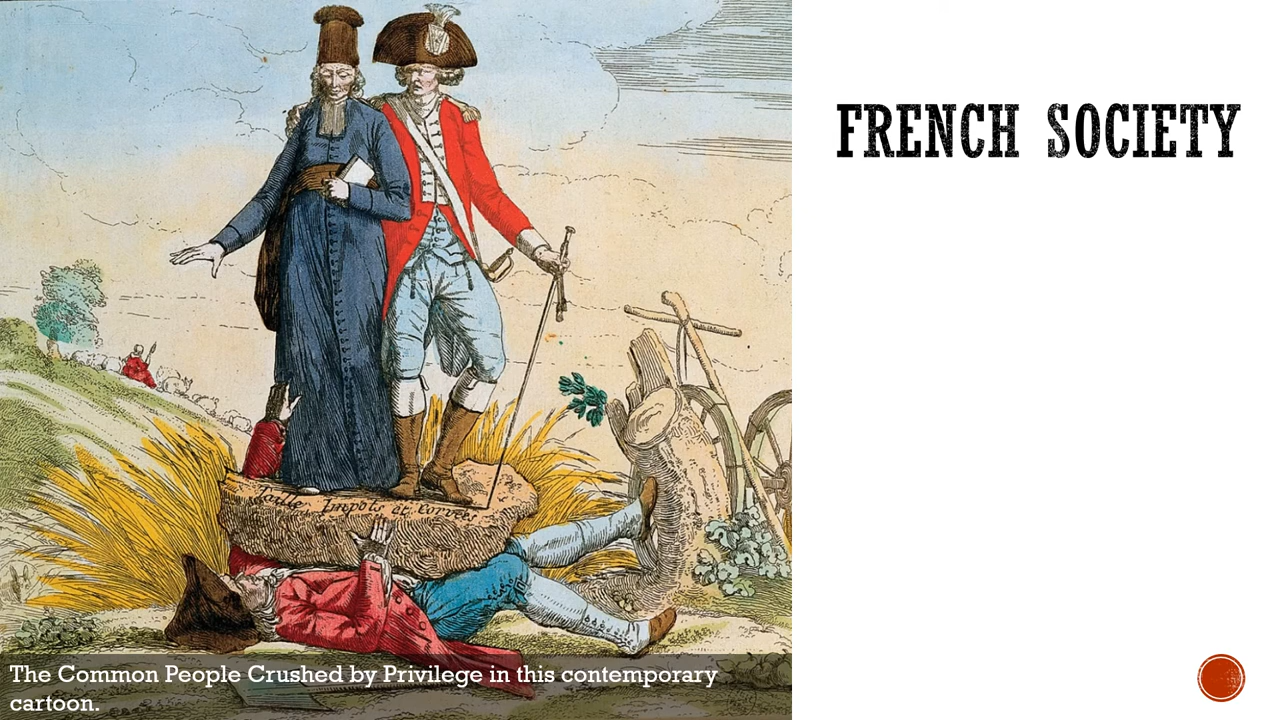 FRENCH SOCIETY
Taille Impots et Corvées
The Common People Crushed by Privilege in this contemporary
cartoon.